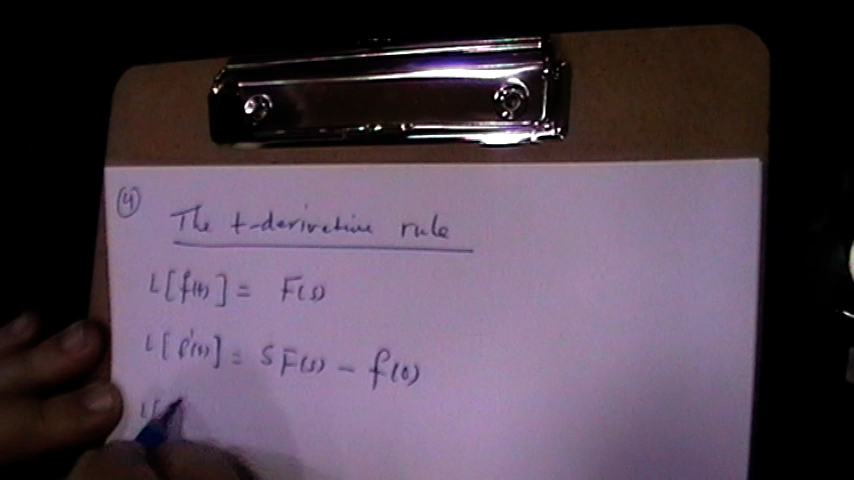 4
The t-derivative rule
L[f(t)] = F(s)
L[f'(t)] = SF(s) - f(0)
L[